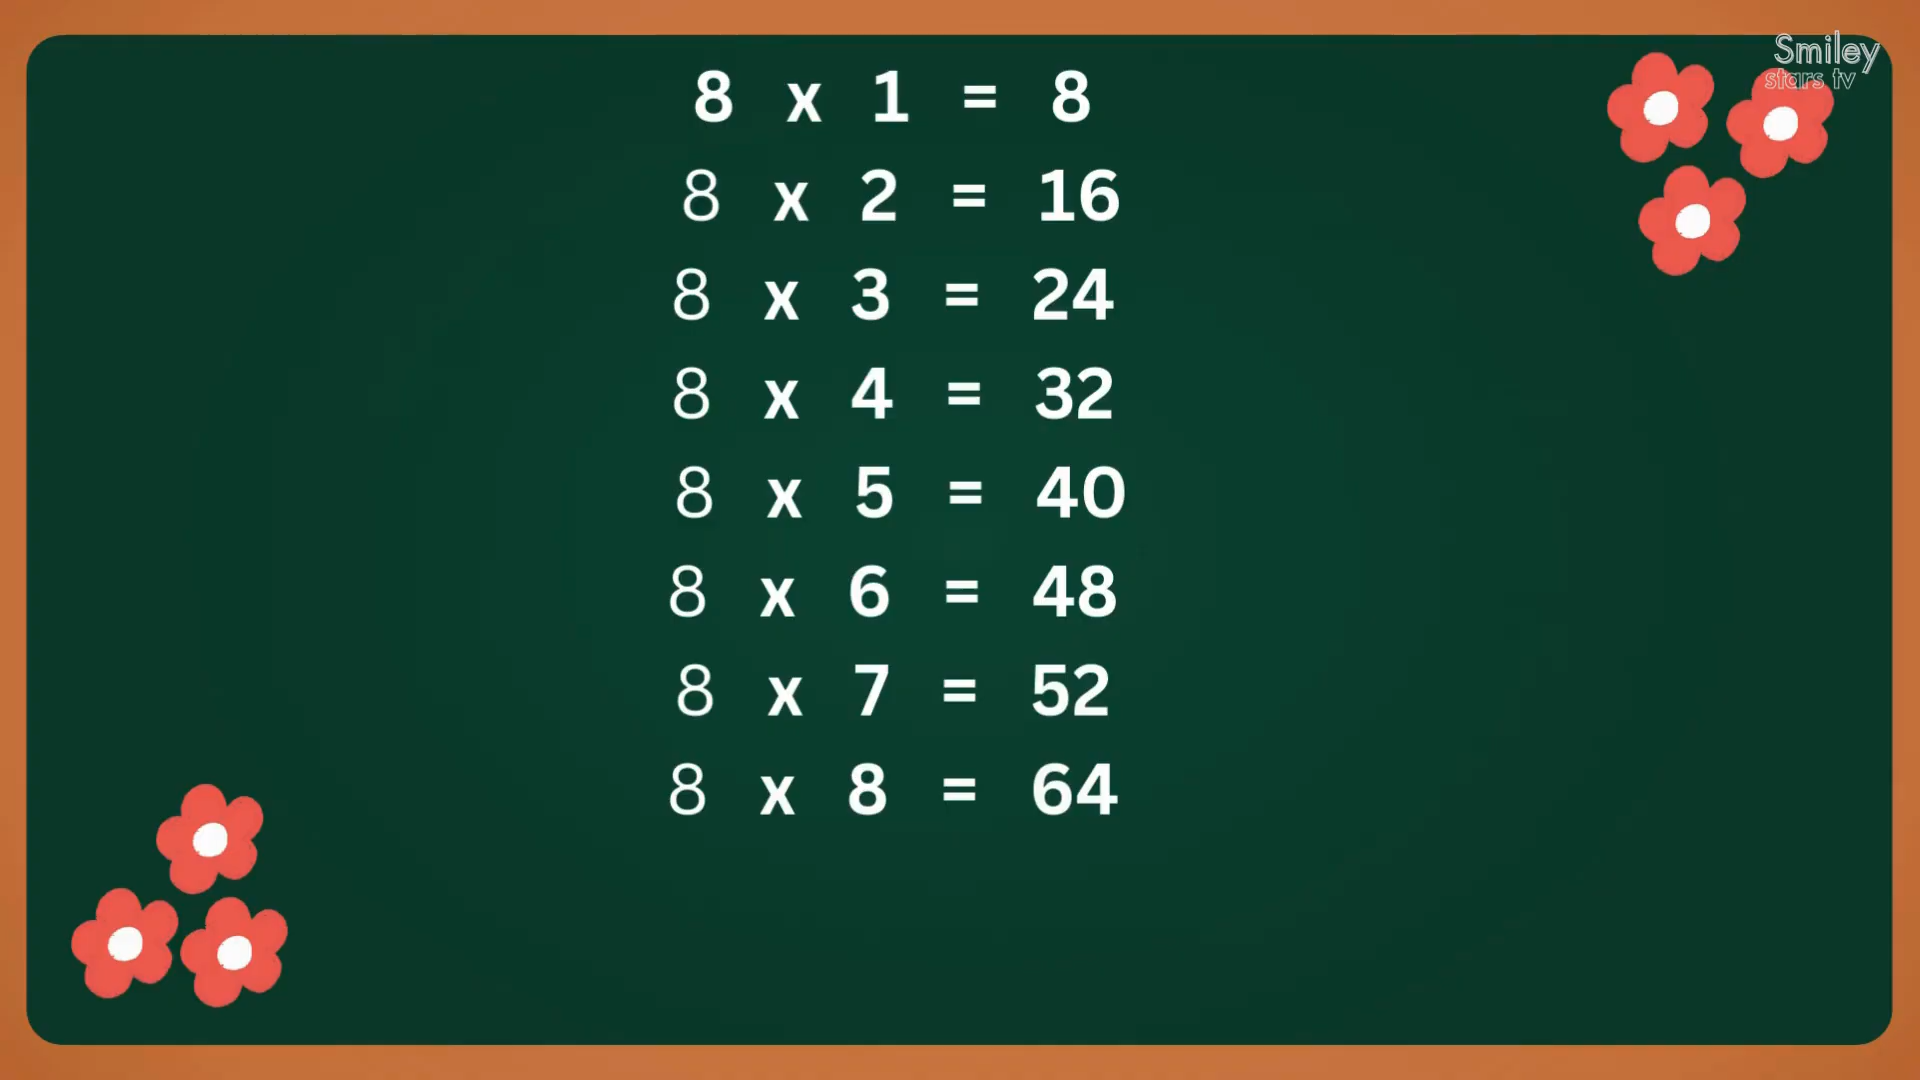 Smiley
stars tv
8 x 1 = 8
8 x 2 = 16
8 x 3 = 24
8 x 4 = 32
8 x 5 = 40
8 x 6 = 48
8 x 7 = 52
8 x 8 = 64